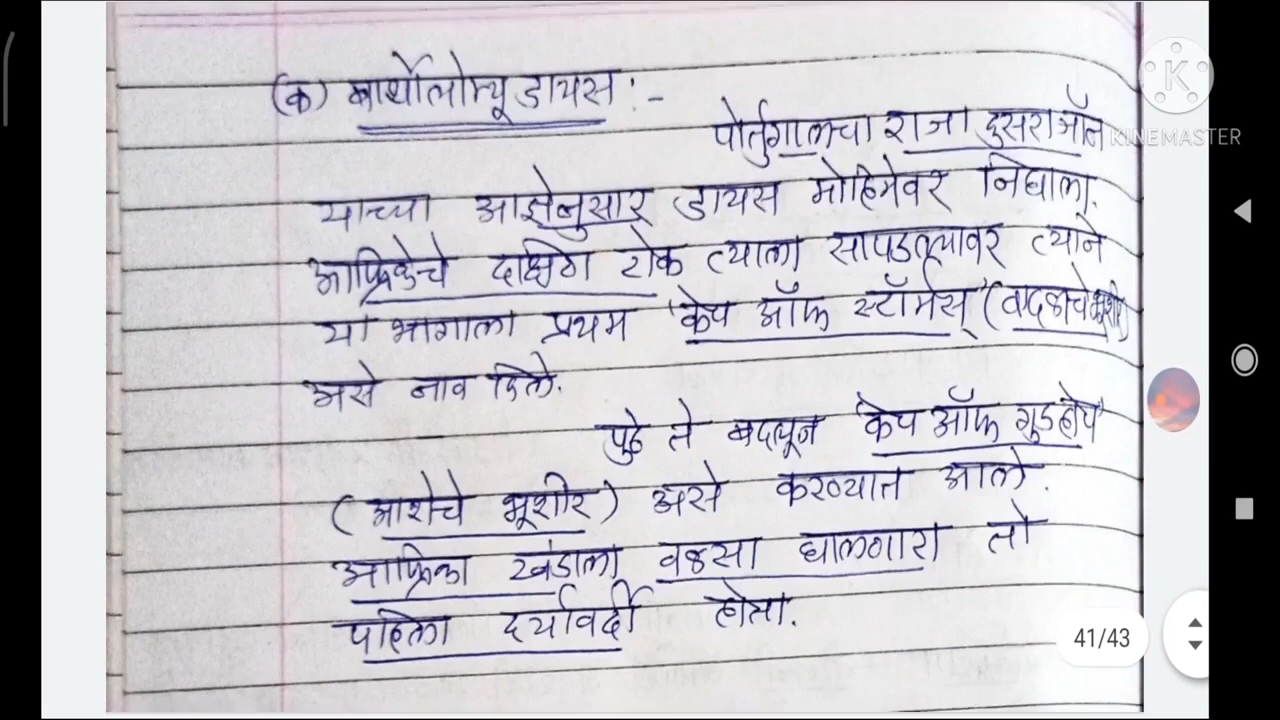 (क) बार्थोलोम्यू डायस :-
पोर्तुगालचा राजा दुसरा जॉन
KINEMASTER
याच्या आज्ञेनुसार डायस मोहिमेवर निघाला.
आफ्रिकेचे दक्षिण टोक त्याला सापडल्यावर त्याने
या भागाला प्रथम 'केप ऑफ स्टॉर्मस्' (वादळाचे भूशीर)
असे नाव दिले.
पुढे ते बदलून 'केप ऑफ गुडहोप'
(आशेचे भूशीर) असे करण्यात आले.
आफ्रिका खंडाला वळसा घालणारा तो
पहिला दर्यावर्दी होता.
41/43